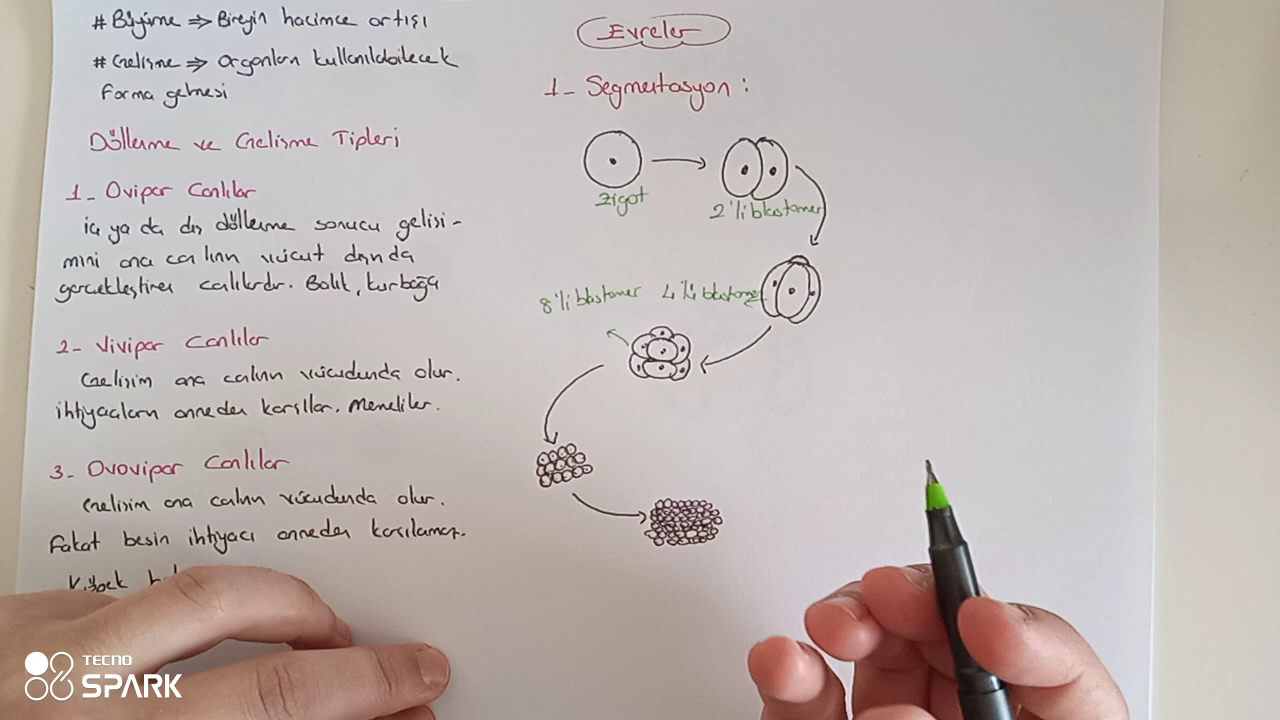 # Büyüme ⇒ Bireyin hacimce artışı
# Gelişme ⇒ Organların kullanılabilecek
forma gelmesi
Döllenme ve Gelişme Tipleri
1- Ovipar Canlılar
iç ya da dış döllenme sonucu gelişi-
mini ana canlının vücut dışında
gerçekleştiren canlılardır. Balık, kurbağa
2- Vivipar Canlılar
Gelişim ana canlının vücudunda olur.
ihtiyaçlarını anneden karşılar. Memeliler.
3- Ovovipar Canlılar
Gelişim ana canlının vücudunda olur.
Fakat besin ihtiyacı anneden karşılamaz.
Evreler
1- Segmentasyon :
zigot
2'li blastomer
8'li blastomer
4'lü blastomer
TECNO
SPARK